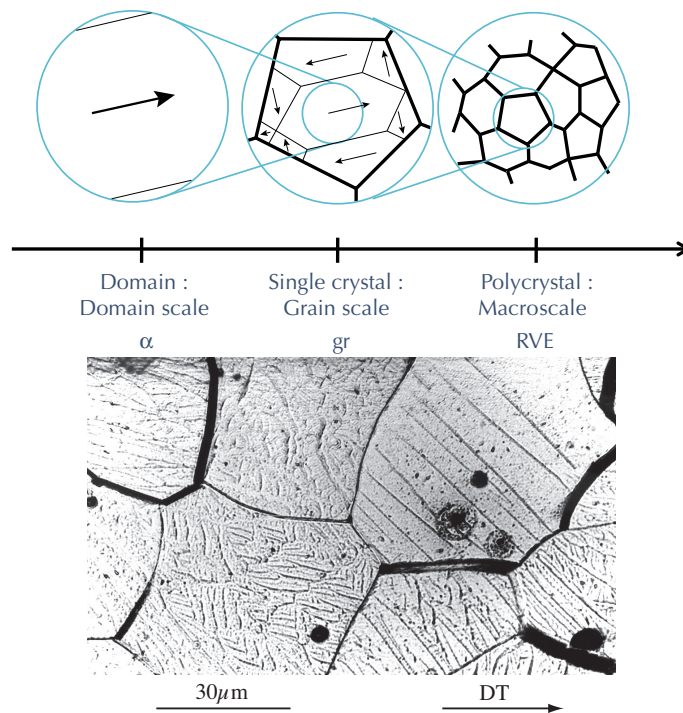 Domain :
Domain scale
α
Single crystal :
Grain scale
gr
Polycrystal :
Macroscale
RVE
30μm
DT